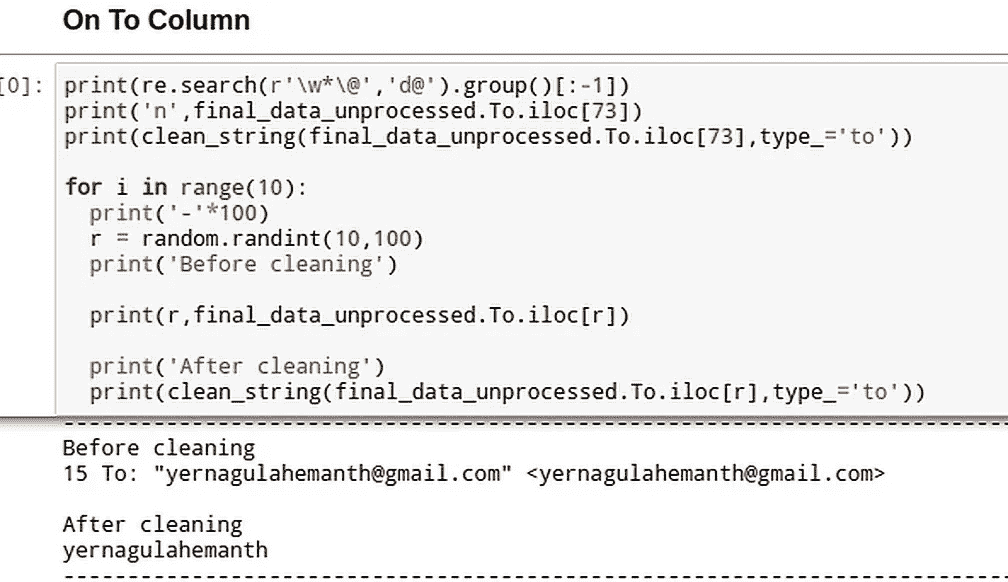 On To Column
[0]:
print(re.search(r'\w*\@','d@').group()[:-1])
print('n',final_data_unprocessed.To.iloc[73])
print(clean_string(final_data_unprocessed.To.iloc[73],type_='to'))
for i in range(10):
  print('-'*100)
  r = random.randint(10,100)
  print('Before cleaning')
  print(r,final_data_unprocessed.To.iloc[r])
  print('After cleaning')
  print(clean_string(final_data_unprocessed.To.iloc[r],type_='to'))
----------------------------------------------------------------------------------------------------
Before cleaning
15 To: "yernagulahemanth@gmail.com" <yernagulahemanth@gmail.com>
After cleaning
yernagulahemanth
----------------------------------------------------------------------------------------------------